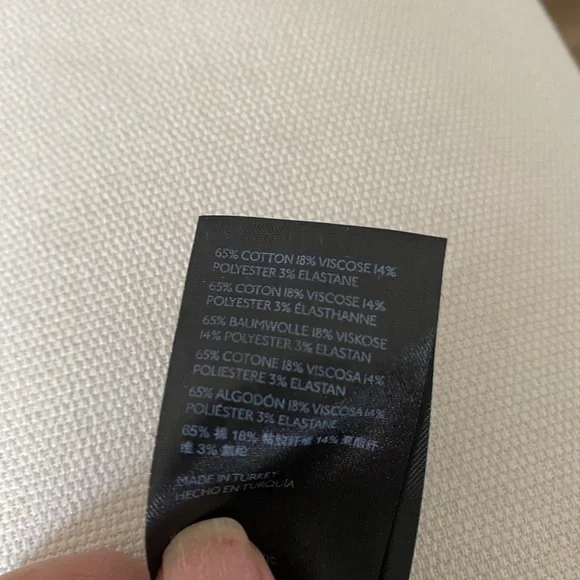 65% COTTON 18% VISCOSE 14%
POLYESTER 3% ELASTANE
65% COTON 18% VISCOSE 14%
POLYESTER 3% ÉLASTHANNE
65% BAUMWOLLE 18% VISKOSE
14% POLYESTER 3% ELASTAN
65% COTONE 18% VISCOSA 14%
POLIESTERE 3% ELASTAN
65% ALGODÓN 18% VISCOSA 14%
POLIÉSTER 3% ELASTANE
65% 棉 18% 粘胶纤维 14% 聚酯纤
维 3% 氨纶
MADE IN TURKEY
HECHO EN TURQUÍA